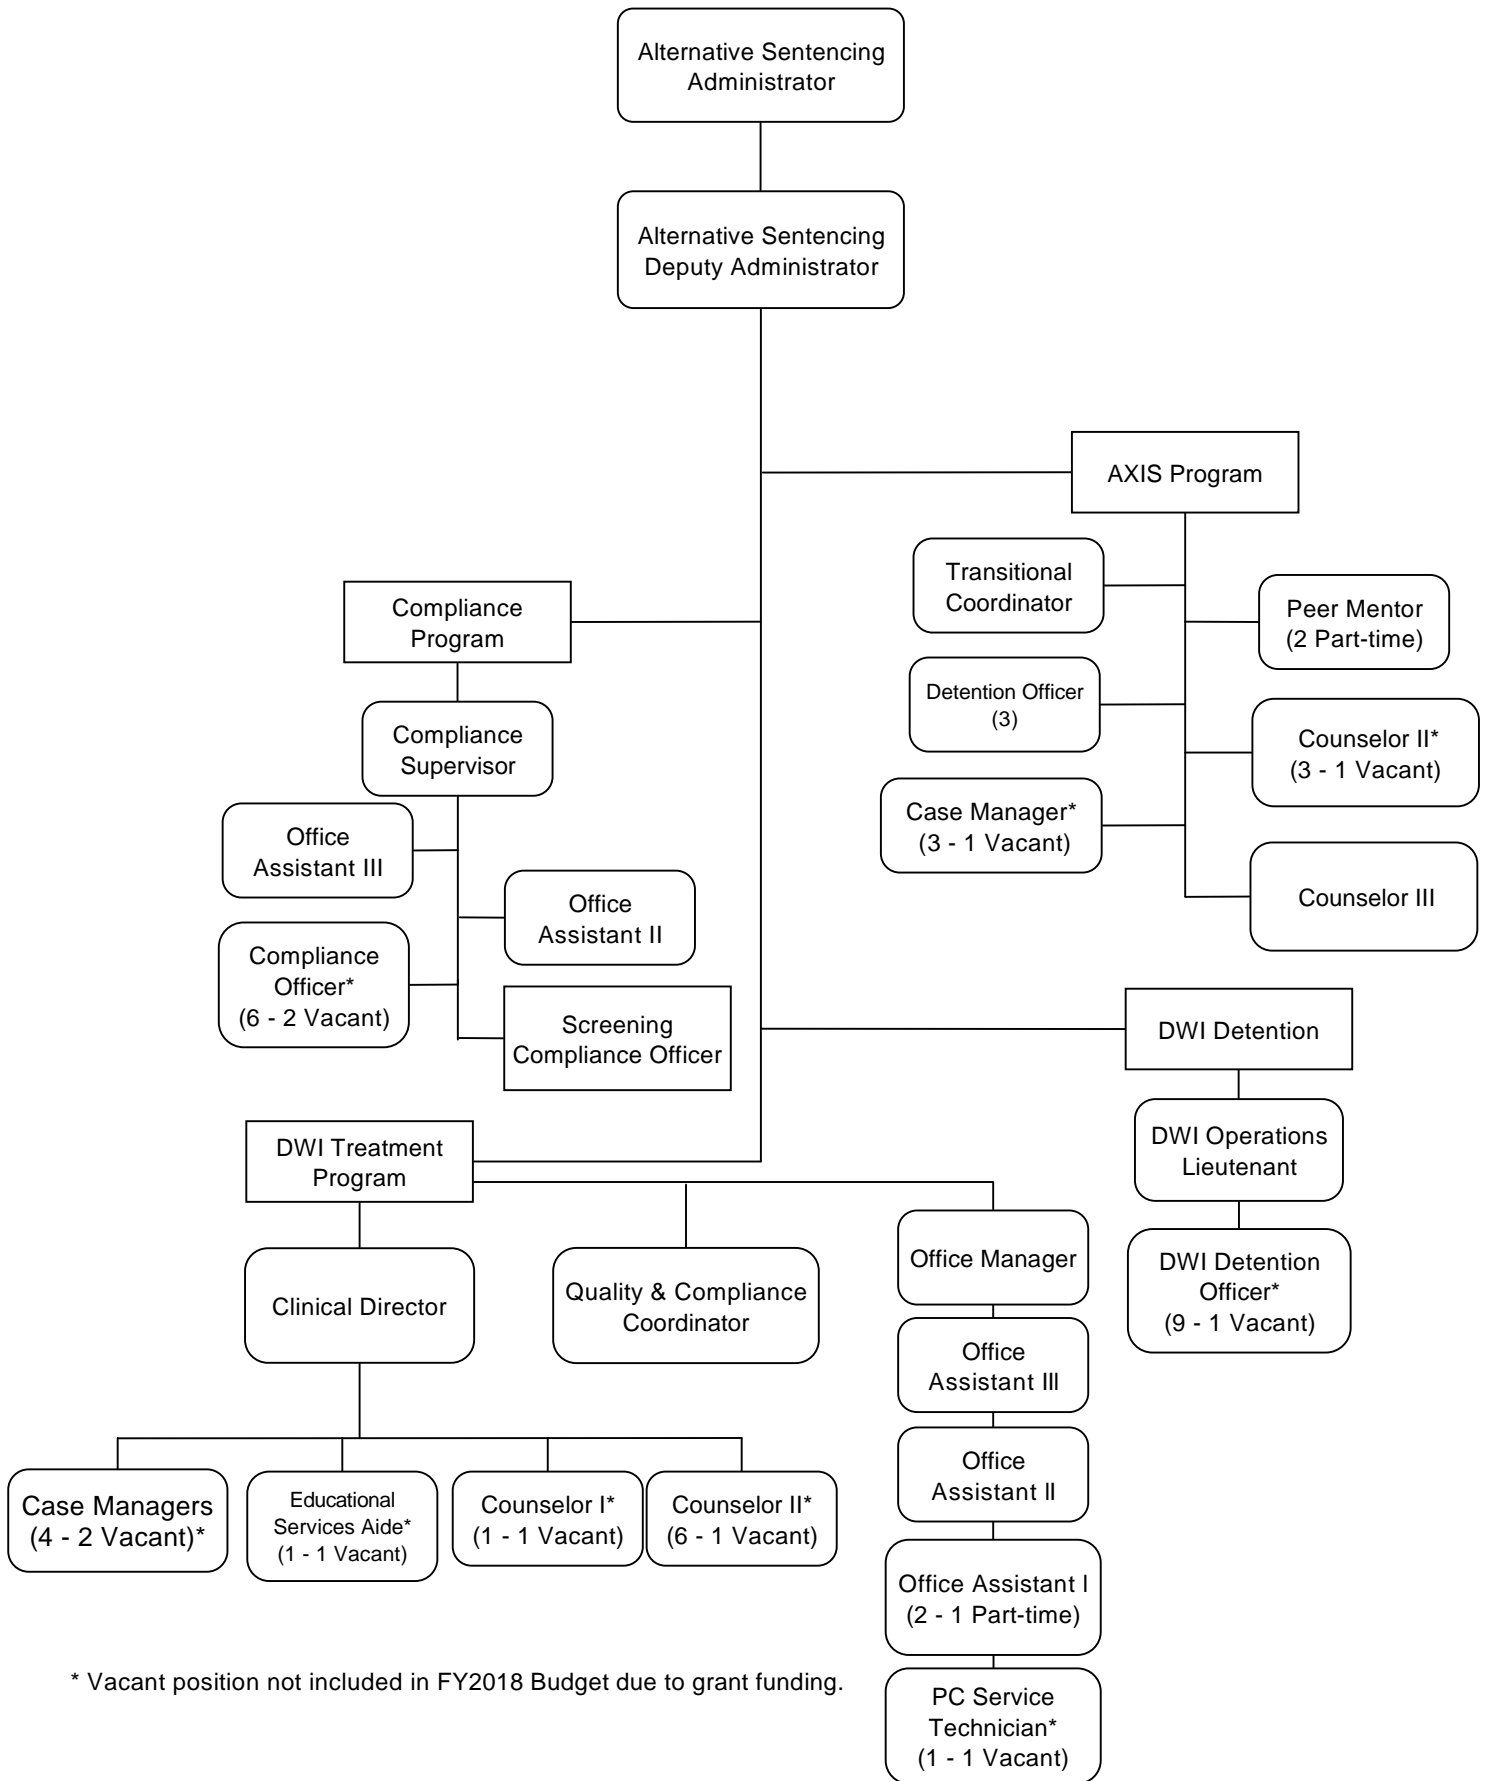 Alternative Sentencing
Administrator
Alternative Sentencing
Deputy Administrator
AXIS Program
Transitional
Coordinator
Peer Mentor
(2 Part-time)
Detention Officer
(3)
Counselor II*
(3 - 1 Vacant)
Case Manager*
(3 - 1 Vacant)
Counselor III
Compliance
Program
Compliance
Supervisor
Office
Assistant III
Office
Assistant II
Compliance
Officer*
(6 - 2 Vacant)
Screening
Compliance Officer
DWI Detention
DWI Operations
Lieutenant
DWI Detention
Officer*
(9 - 1 Vacant)
DWI Treatment
Program
Clinical Director
Quality & Compliance
Coordinator
Office Manager
Office
Assistant III
Office
Assistant II
Office Assistant I
(2 - 1 Part-time)
PC Service
Technician*
(1 - 1 Vacant)
Case Managers
(4 - 2 Vacant)*
Educational
Services Aide*
(1 - 1 Vacant)
Counselor I*
(1 - 1 Vacant)
Counselor II*
(6 - 1 Vacant)
* Vacant position not included in FY2018 Budget due to grant funding.